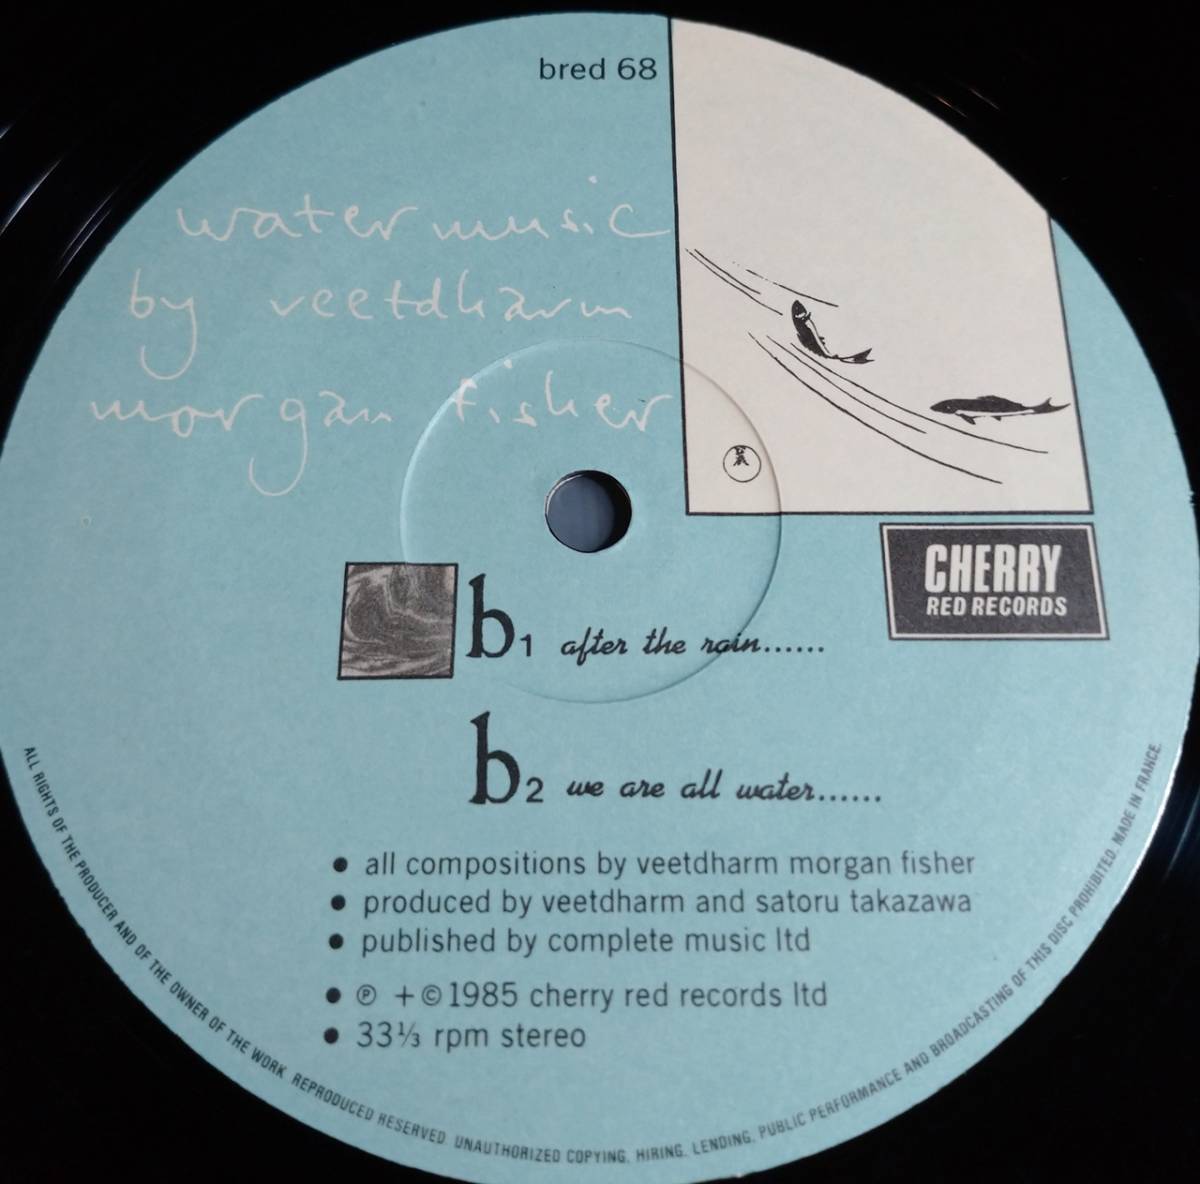 bred 68
water music
by veetdharm
morgan fisher
CHERRY
RED RECORDS
b1 after the rain......
b2 we are all water......
● all compositions by veetdharm morgan fisher
● produced by veetdharm and satoru takazawa
● published by complete music ltd
● ℗ +©1985 cherry red records ltd
● 33⅓ rpm stereo
ALL RIGHTS OF THE PRODUCER AND OF THE OWNER OF THE WORK REPRODUCED RESERVED UNAUTHORIZED COPYING, HIRING, LENDING, PUBLIC PERFORMANCE AND BROADCASTING OF THIS DISC PROHIBITED. MADE IN FRANCE.